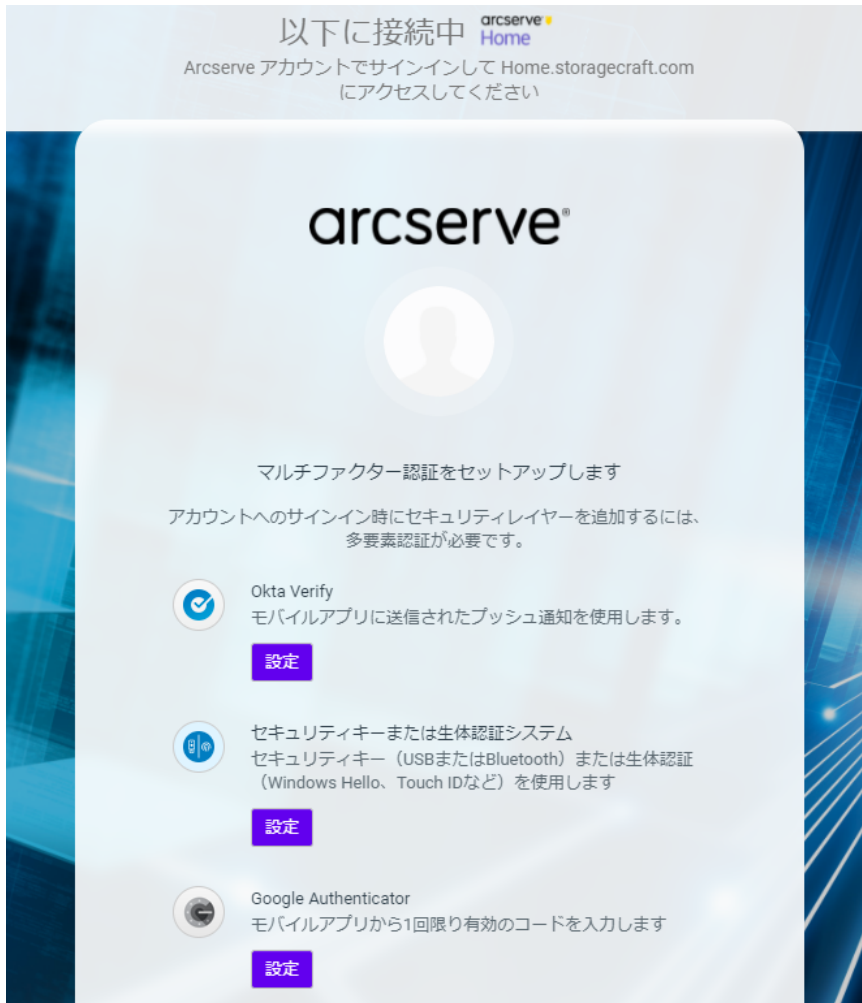 以下に接続中 arcserve Home
Arcserve アカウントでサインインして Home.storagecraft.com
にアクセスしてください
arcserve®
マルチファクター認証をセットアップします
アカウントへのサインイン時にセキュリティレイヤーを追加するには、
多要素認証が必要です。
Okta Verify
モバイルアプリに送信されたプッシュ通知を使用します。
設定
セキュリティキーまたは生体認証システム
セキュリティキー（USBまたはBluetooth）または生体認証
（Windows Hello、Touch IDなど）を使用します
設定
Google Authenticator
モバイルアプリから1回限り有効のコードを入力します
設定